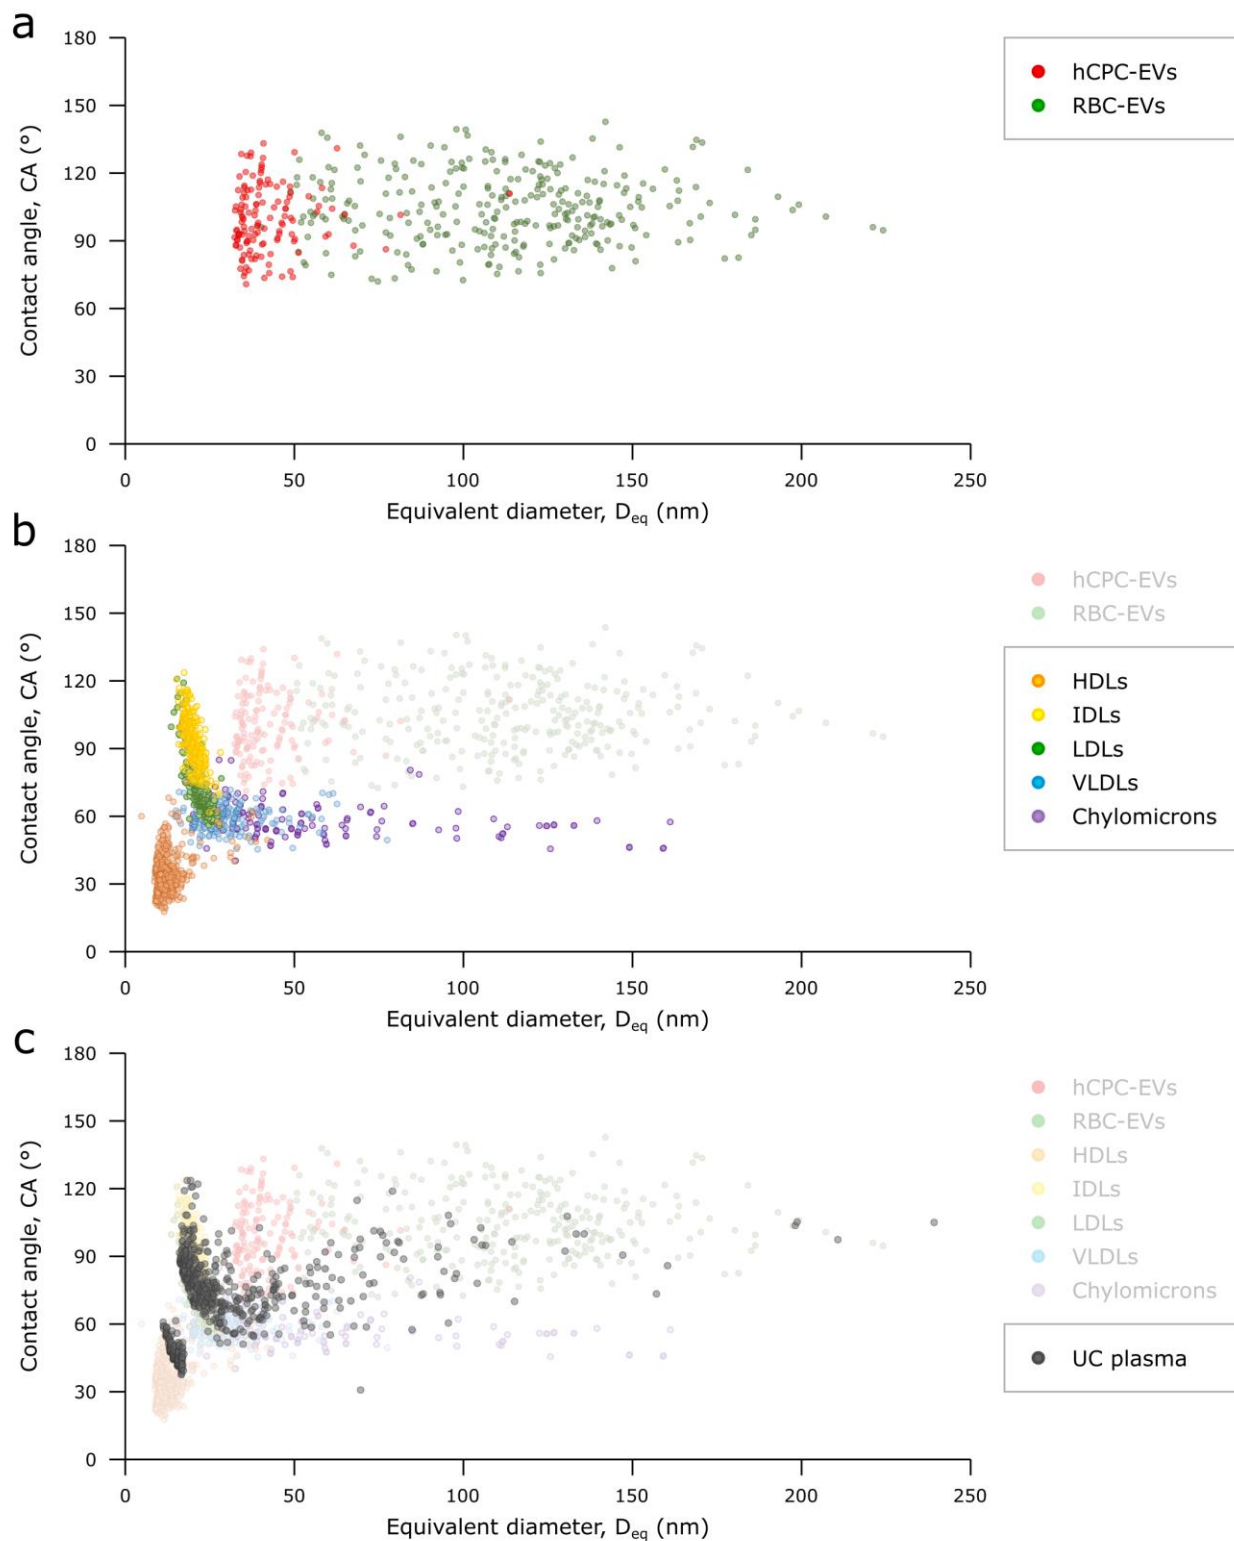 a
180
150
120
90
60
30
0
Contact angle, CA (°)
0 50 100 150 200 250
Equivalent diameter, Deq (nm)
hCPC-EVs
RBC-EVs
b
180
150
120
90
60
30
0
Contact angle, CA (°)
0 50 100 150 200 250
Equivalent diameter, Deq (nm)
hCPC-EVs
RBC-EVs
HDLs
IDLs
LDLs
VLDLs
Chylomicrons
c
180
150
120
90
60
30
0
Contact angle, CA (°)
0 50 100 150 200 250
Equivalent diameter, Deq (nm)
hCPC-EVs
RBC-EVs
HDLs
IDLs
LDLs
VLDLs
Chylomicrons
UC plasma